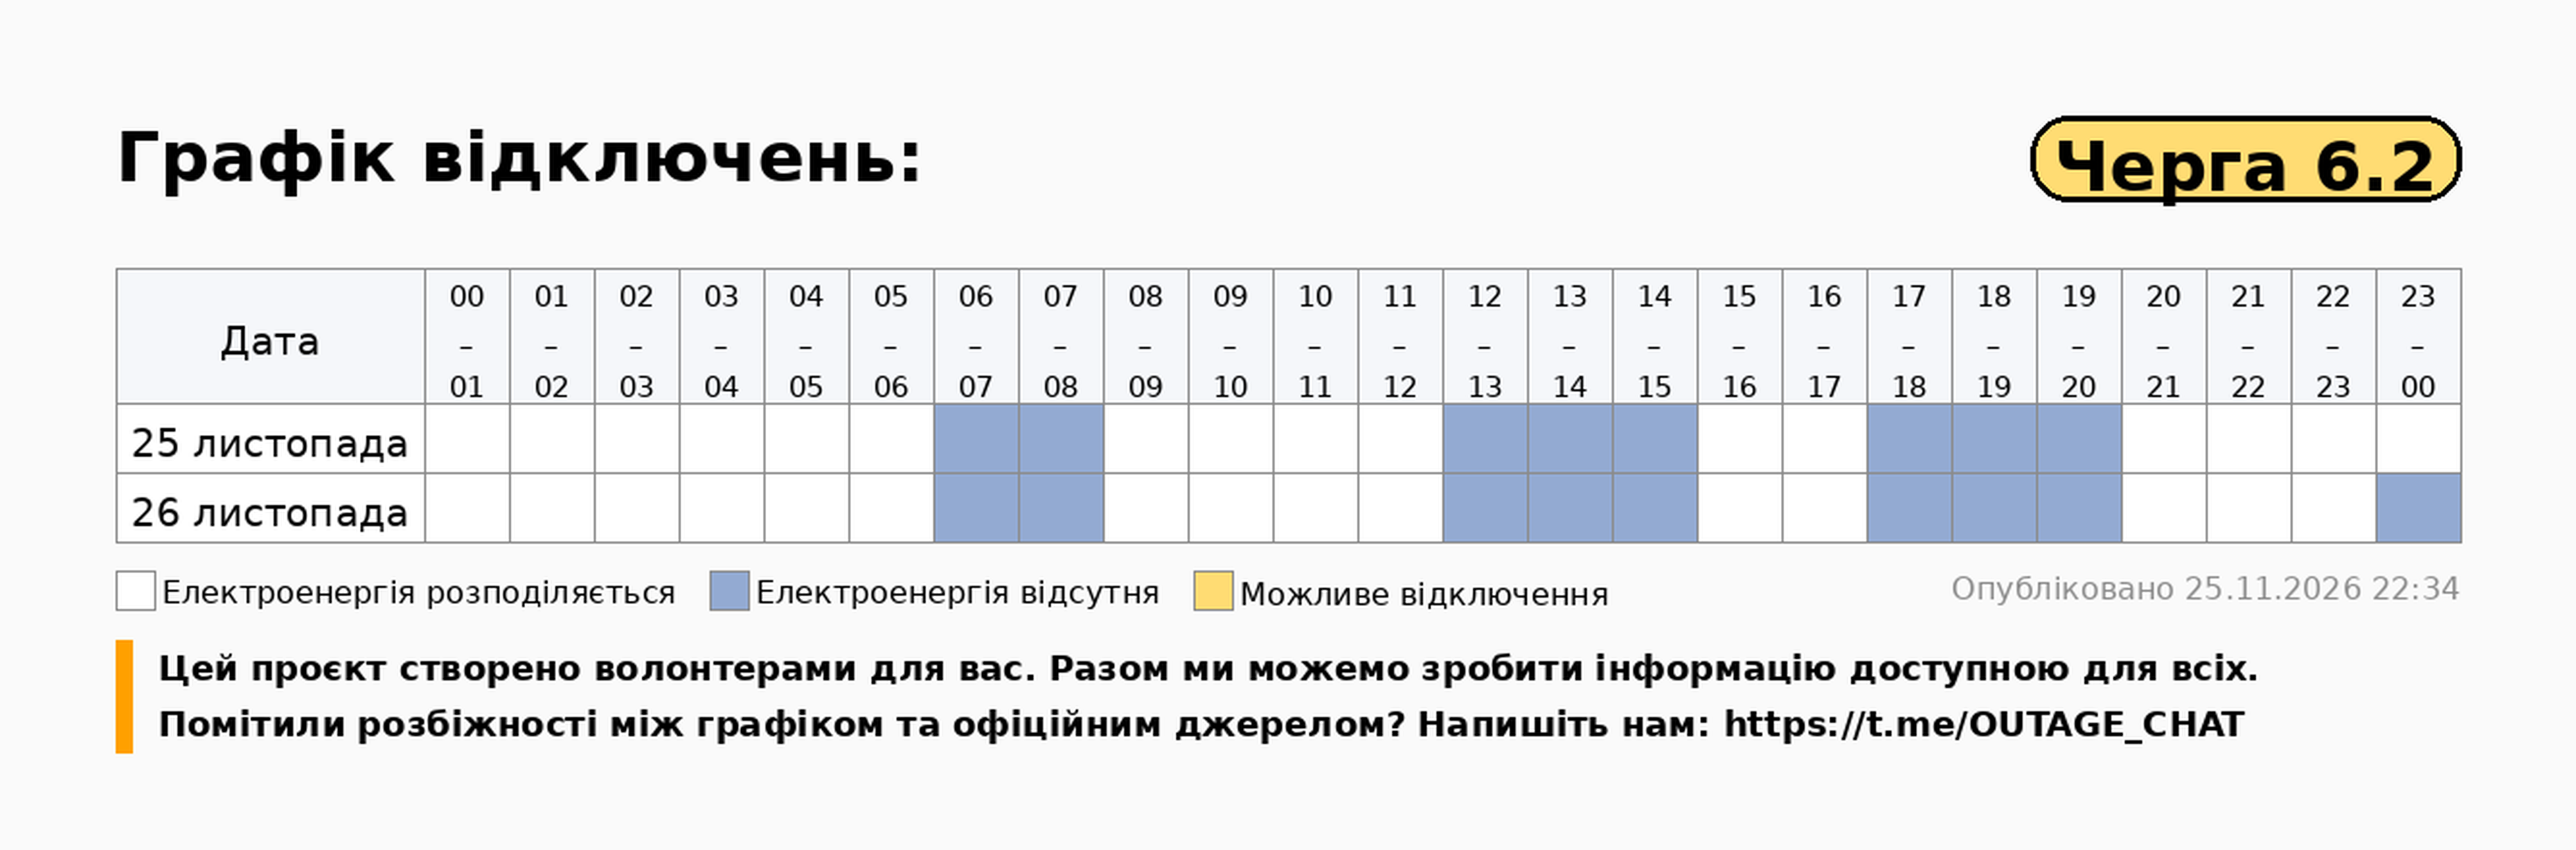 Графік відключень:
Черга 6.2
Дата
00 – 01
01 – 02
02 – 03
03 – 04
04 – 05
05 – 06
06 – 07
07 – 08
08 – 09
09 – 10
10 – 11
11 – 12
12 – 13
13 – 14
14 – 15
15 – 16
16 – 17
17 – 18
18 – 19
19 – 20
20 – 21
21 – 22
22 – 23
23 – 00
25 листопада
26 листопада
Електроенергія розподіляється
Електроенергія відсутня
Можливе відключення
Опубліковано 25.11.2026 22:34
Цей проєкт створено волонтерами для вас. Разом ми можемо зробити інформацію доступною для всіх.
Помітили розбіжності між графіком та офіційним джерелом? Напишіть нам: https://t.me/OUTAGE_CHAT